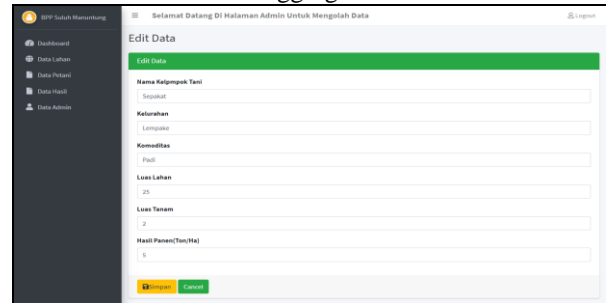 BPP Suluh Manuntung
Selamat Datang Di Halaman Admin Untuk Mengolah Data
Logout
Dashboard
Data Lahan
Data Petani
Data Hasil
Data Admin
Edit Data
Edit Data
Nama Kelpmpok Tani
Sepakat
Kelurahan
Lempake
Komoditas
Padi
Luas Lahan
25
Luas Tanam
2
Hasil Panen(Ton/Ha)
5
Simpan
Cancel